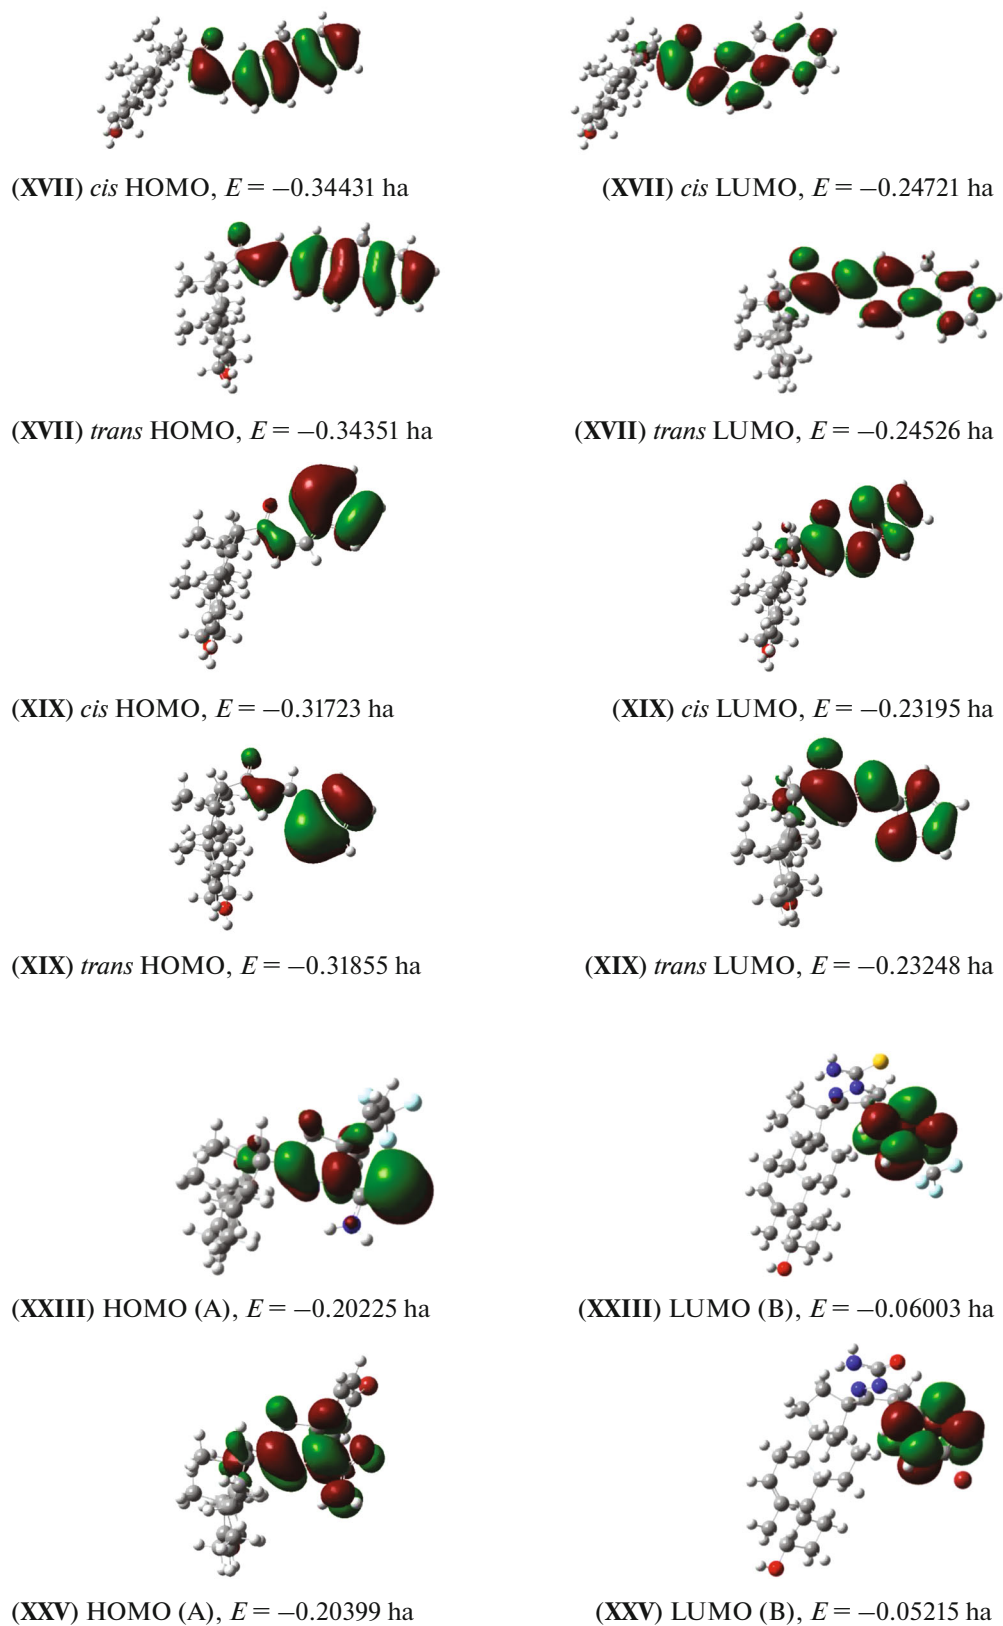 (XVII) cis HOMO, E = −0.34431 ha
(XVII) cis LUMO, E = −0.24721 ha
(XVII) trans HOMO, E = −0.34351 ha
(XVII) trans LUMO, E = −0.24526 ha
(XIX) cis HOMO, E = −0.31723 ha
(XIX) cis LUMO, E = −0.23195 ha
(XIX) trans HOMO, E = −0.31855 ha
(XIX) trans LUMO, E = −0.23248 ha
(XXIII) HOMO (A), E = −0.20225 ha
(XXIII) LUMO (B), E = −0.06003 ha
(XXV) HOMO (A), E = −0.20399 ha
(XXV) LUMO (B), E = −0.05215 ha